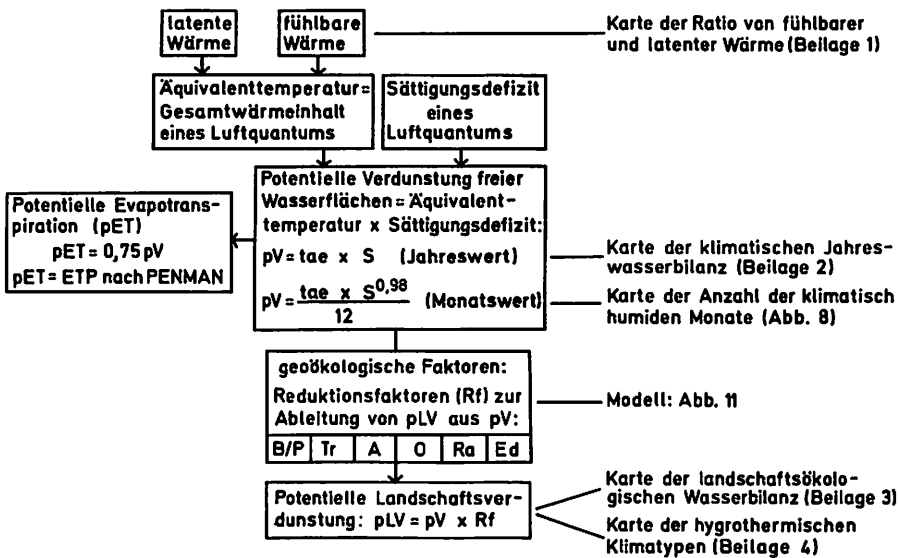 latente
Wärme
fühlbare
Wärme
Karte der Ratio von fühlbarer
und latenter Wärme (Beilage 1)
Äquivalenttemperatur=
Gesamtwärmeinhalt
eines Luftquantums
Sättigungsdefizit
eines
Luftquantums
Potentielle Verdunstung freier
Wasserflächen = Äquivalent-
temperatur x Sättigungsdefizit:
pV = tae x S (Jahreswert)
pV = tae x S^0,98 / 12 (Monatswert)
Potentielle Evapotrans-
piration (pET)
pET = 0,75 pV
pET = ETP nach PENMAN
Karte der klimatischen Jahres-
wasserbilanz (Beilage 2)
Karte der Anzahl der klimatisch
humiden Monate (Abb. 8)
geoökologische Faktoren:
Reduktionsfaktoren (Rf) zur
Ableitung von pLV aus pV:
B/P Tr A O Ra Ed
Modell: Abb. 11
Potentielle Landschaftsver-
dunstung: pLV = pV x Rf
Karte der landschaftsökolo-
gischen Wasserbilanz (Beilage 3)
Karte der hygrothermischen
Klimatypen (Beilage 4)